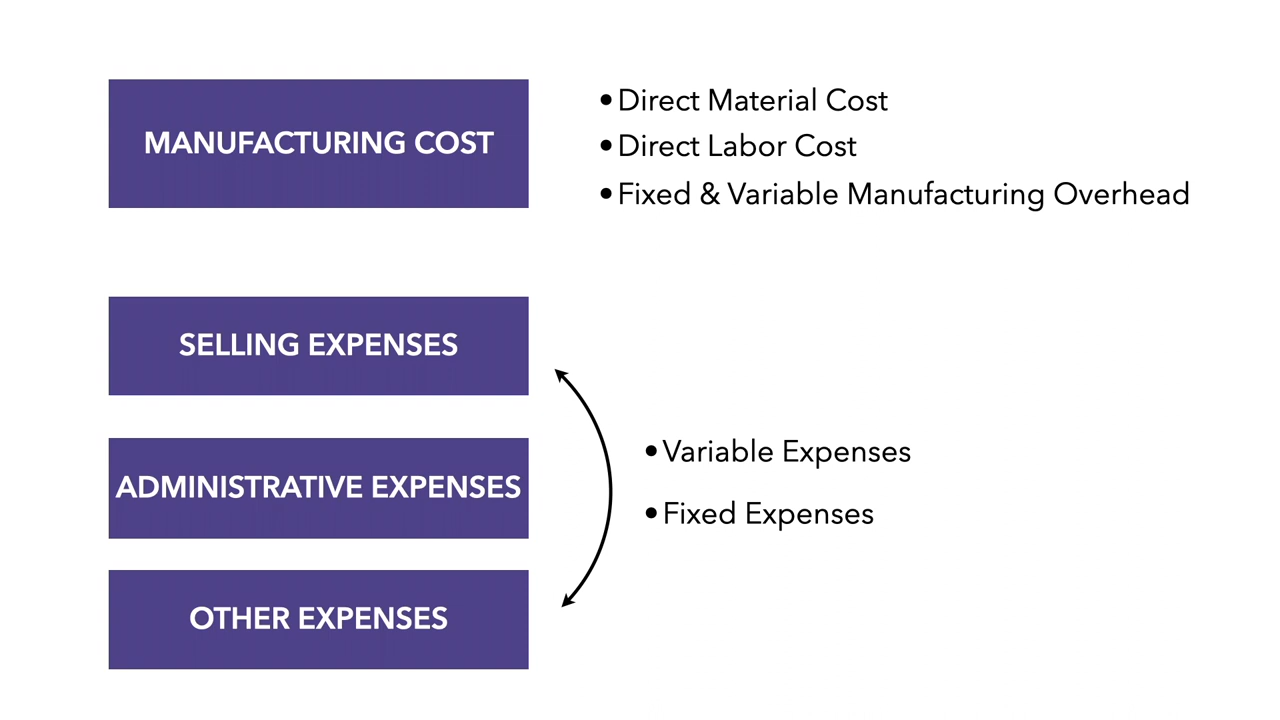 MANUFACTURING COST
•Direct Material Cost
•Direct Labor Cost
•Fixed & Variable Manufacturing Overhead
SELLING EXPENSES
ADMINISTRATIVE EXPENSES
OTHER EXPENSES
•Variable Expenses
•Fixed Expenses